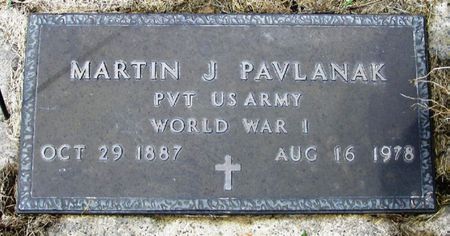 MARTIN J PAVLANAK
PVT US ARMY
WORLD WAR I
OCT 29 1887 AUG 16 1978